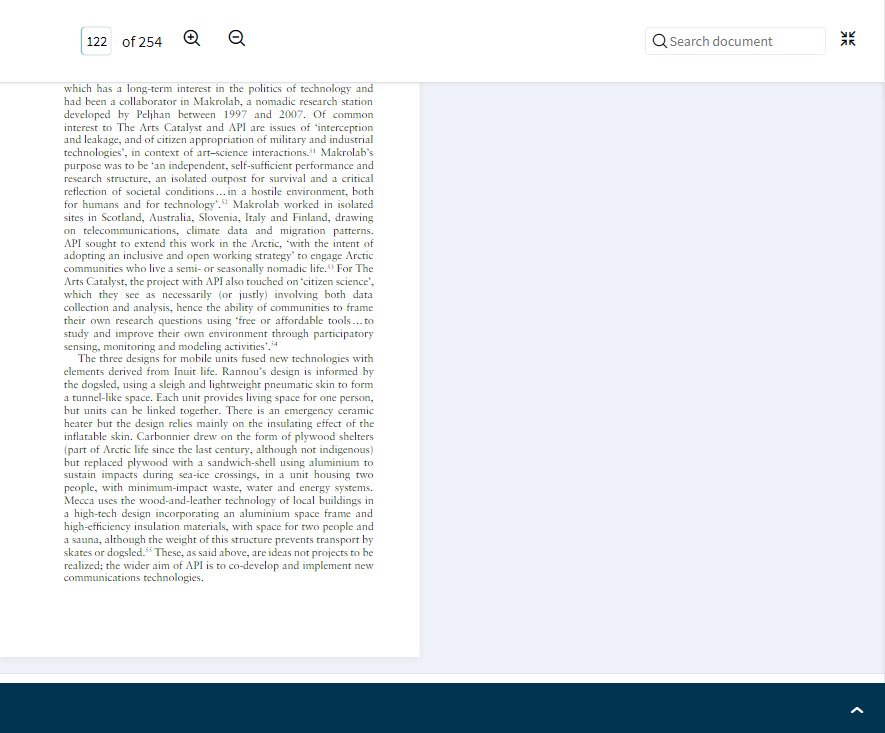 122 of 254
Search document
which has a long-term interest in the politics of technology and
had been a collaborator in Makrolab, a nomadic research station
developed by Peljhan between 1997 and 2007. Of common
interest to The Arts Catalyst and API are issues of ‘interception
and leakage, and of citizen appropriation of military and industrial
technologies’, in context of art–science interactions.⁵¹ Makrolab’s
purpose was to be ‘an independent, self-sufficient performance and
research structure, an isolated outpost for survival and a critical
reflection of societal conditions…in a hostile environment, both
for humans and for technology’.⁵² Makrolab worked in isolated
sites in Scotland, Australia, Slovenia, Italy and Finland, drawing
on telecommunications, climate data and migration patterns.
API sought to extend this work in the Arctic, ‘with the intent of
adopting an inclusive and open working strategy’ to engage Arctic
communities who live a semi- or seasonally nomadic life.⁵³ For The
Arts Catalyst, the project with API also touched on ‘citizen science’,
which they see as necessarily (or justly) involving both data
collection and analysis, hence the ability of communities to frame
their own research questions using ‘free or affordable tools…to
study and improve their own environment through participatory
sensing, monitoring and modeling activities’.⁵⁴
The three designs for mobile units fused new technologies with
elements derived from Inuit life. Rannou’s design is informed by
the dogsled, using a sleigh and lightweight pneumatic skin to form
a tunnel-like space. Each unit provides living space for one person,
but units can be linked together. There is an emergency ceramic
heater but the design relies mainly on the insulating effect of the
inflatable skin. Carbonnier drew on the form of plywood shelters
(part of Arctic life since the last century, although not indigenous)
but replaced plywood with a sandwich-shell using aluminium to
sustain impacts during sea-ice crossings, in a unit housing two
people, with minimum-impact waste, water and energy systems.
Mecca uses the wood-and-leather technology of local buildings in
a high-tech design incorporating an aluminium space frame and
high-efficiency insulation materials, with space for two people and
a sauna, although the weight of this structure prevents transport by
skates or dogsled.⁵⁵ These, as said above, are ideas not projects to be
realized; the wider aim of API is to co-develop and implement new
communications technologies.